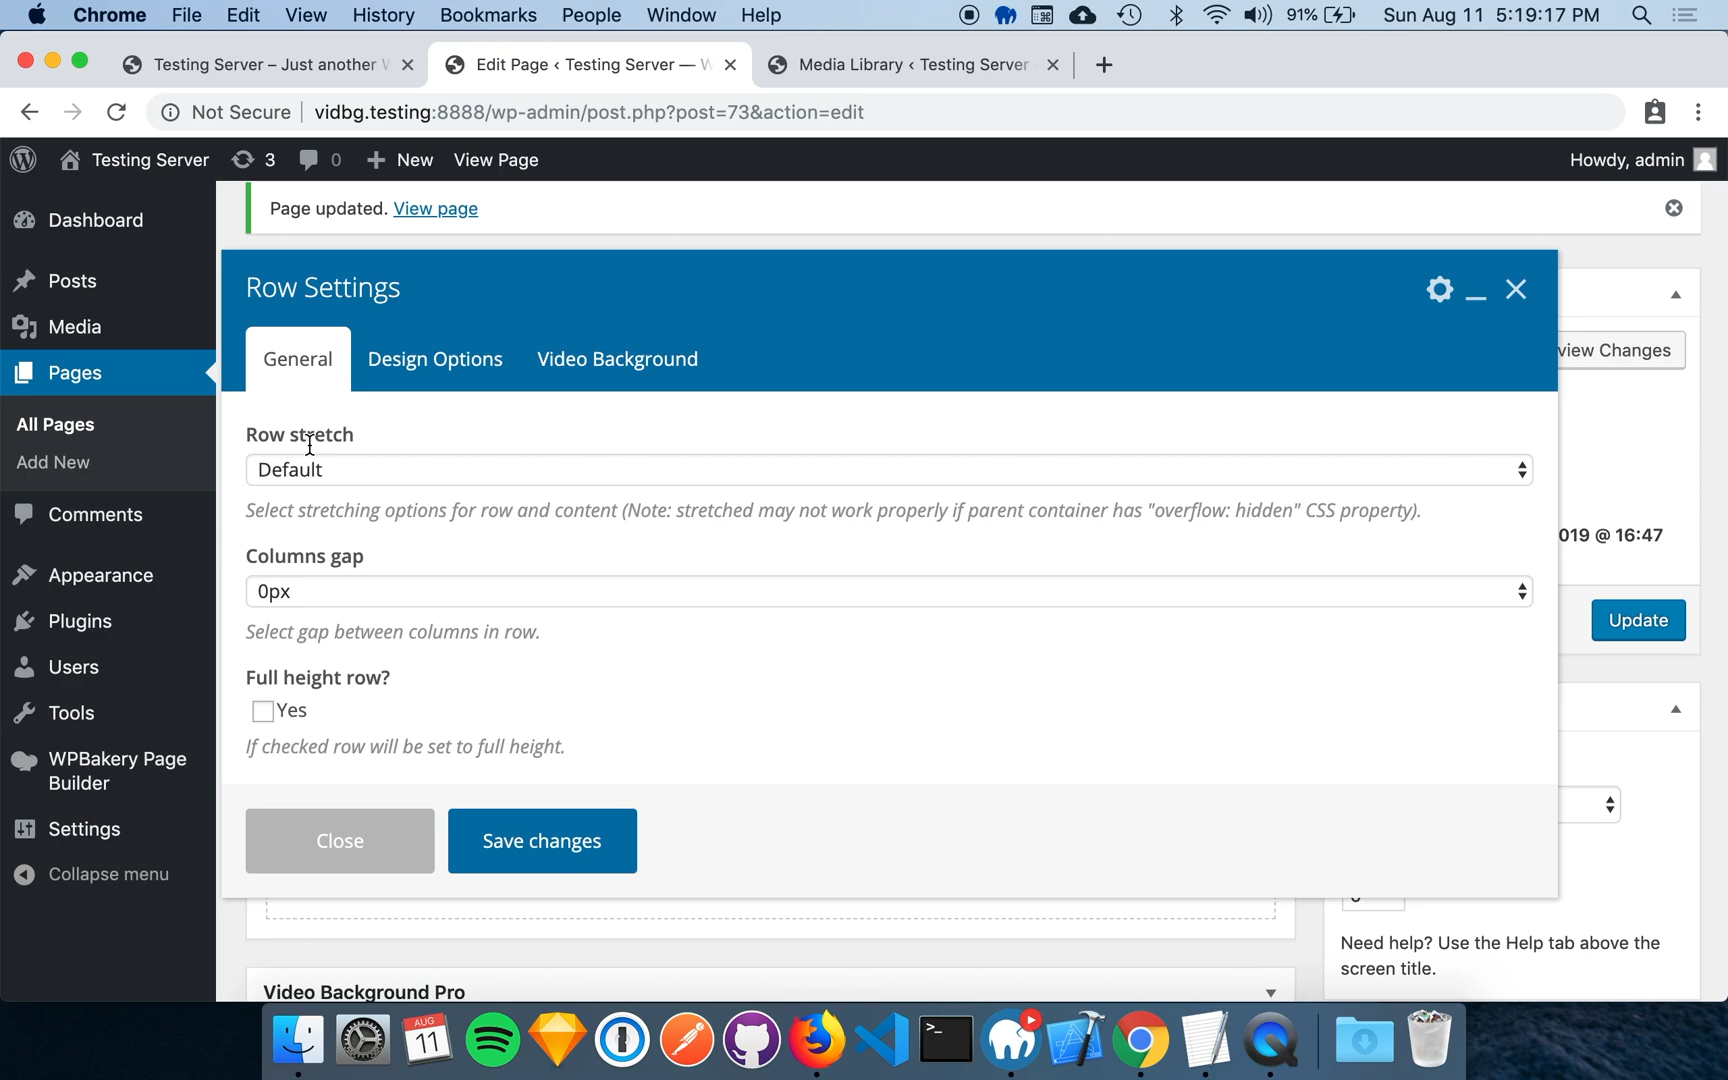 Chrome File Edit View History Bookmarks People Window Help 91% Sun Aug 11 5:19:17 PM
Testing Server – Just another
Edit Page ‹ Testing Server —
Media Library ‹ Testing Server
Not Secure vidbg.testing:8888/wp-admin/post.php?post=73&action=edit
Testing Server 3 0 New View Page Howdy, admin
Dashboard
Posts
Media
Pages
All Pages
Add New
Comments
Appearance
Plugins
Users
Tools
WPBakery Page
Builder
Settings
Collapse menu
Page updated. View page
Row Settings
General Design Options Video Background
Row stretch
Default
Select stretching options for row and content (Note: stretched may not work properly if parent container has "overflow: hidden" CSS property).
Columns gap
0px
Select gap between columns in row.
Full height row?
Yes
If checked row will be set to full height.
Close Save changes
view Changes
019 @ 16:47
Update
Need help? Use the Help tab above the
screen title.
Video Background Pro
AUG
11